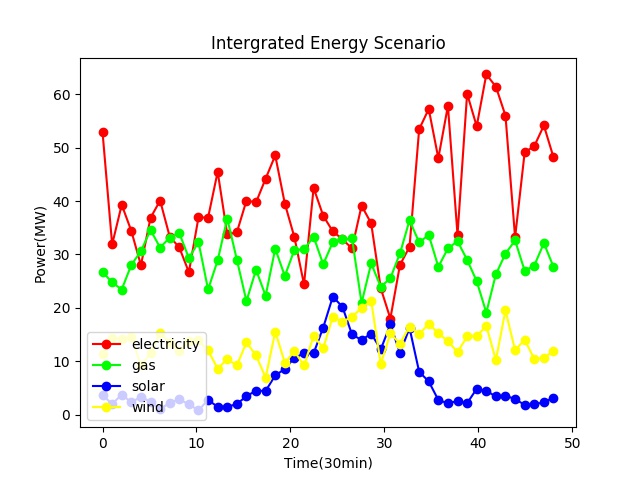 Intergrated Energy Scenario
Power(MW)
60
50
40
30
20
10
0
electricity
gas
solar
wind
0 10 20 30 40 50
Time(30min)